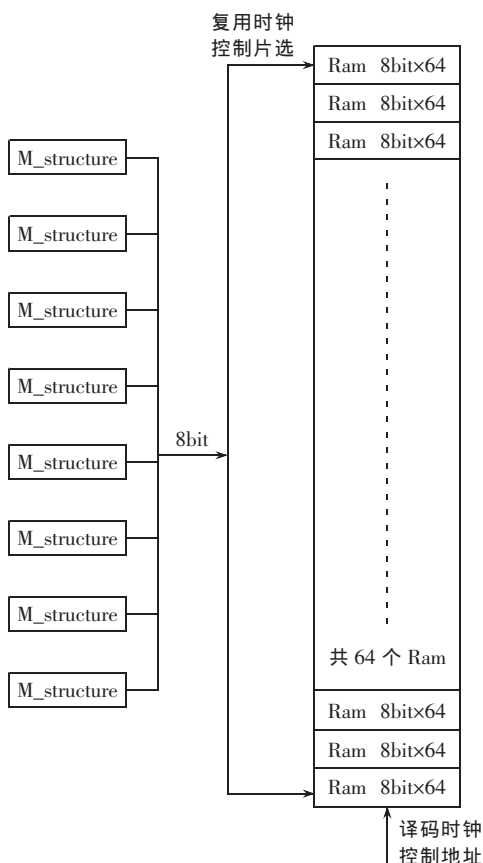 复用时钟
控制片选
Ram 8bit×64
Ram 8bit×64
Ram 8bit×64
M_structure
M_structure
M_structure
M_structure
8bit
M_structure
M_structure
M_structure
M_structure
共 64 个 Ram
Ram 8bit×64
Ram 8bit×64
Ram 8bit×64
译码时钟
控制地址